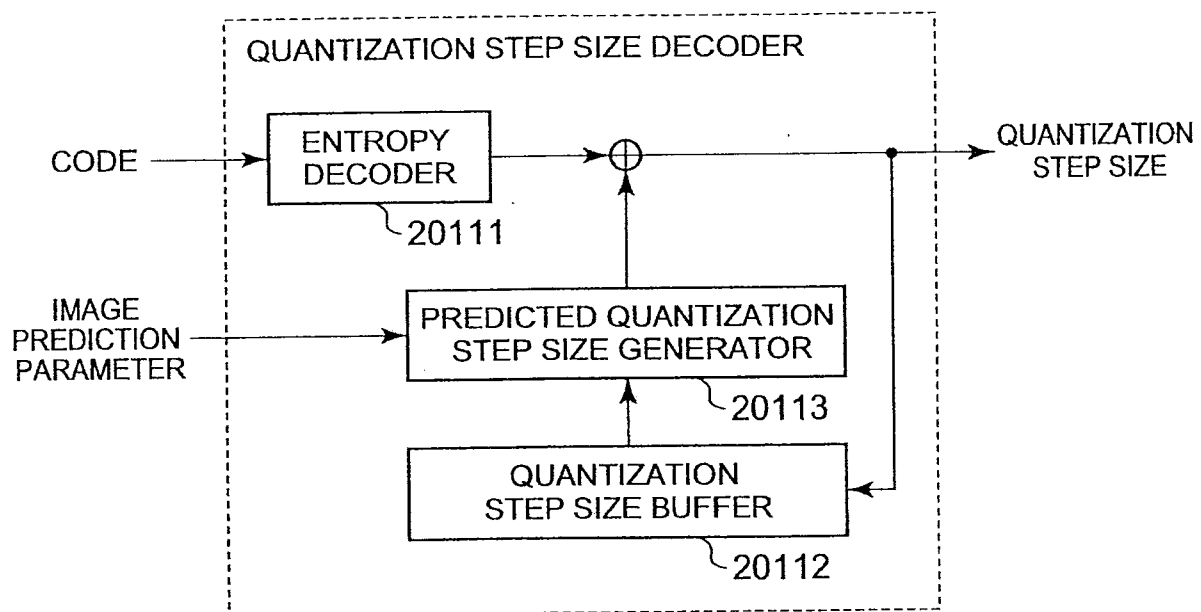 QUANTIZATION STEP SIZE DECODER
CODE
ENTROPY
DECODER
20111
QUANTIZATION
STEP SIZE
IMAGE
PREDICTION
PARAMETER
PREDICTED QUANTIZATION
STEP SIZE GENERATOR
20113
QUANTIZATION
STEP SIZE BUFFER
20112